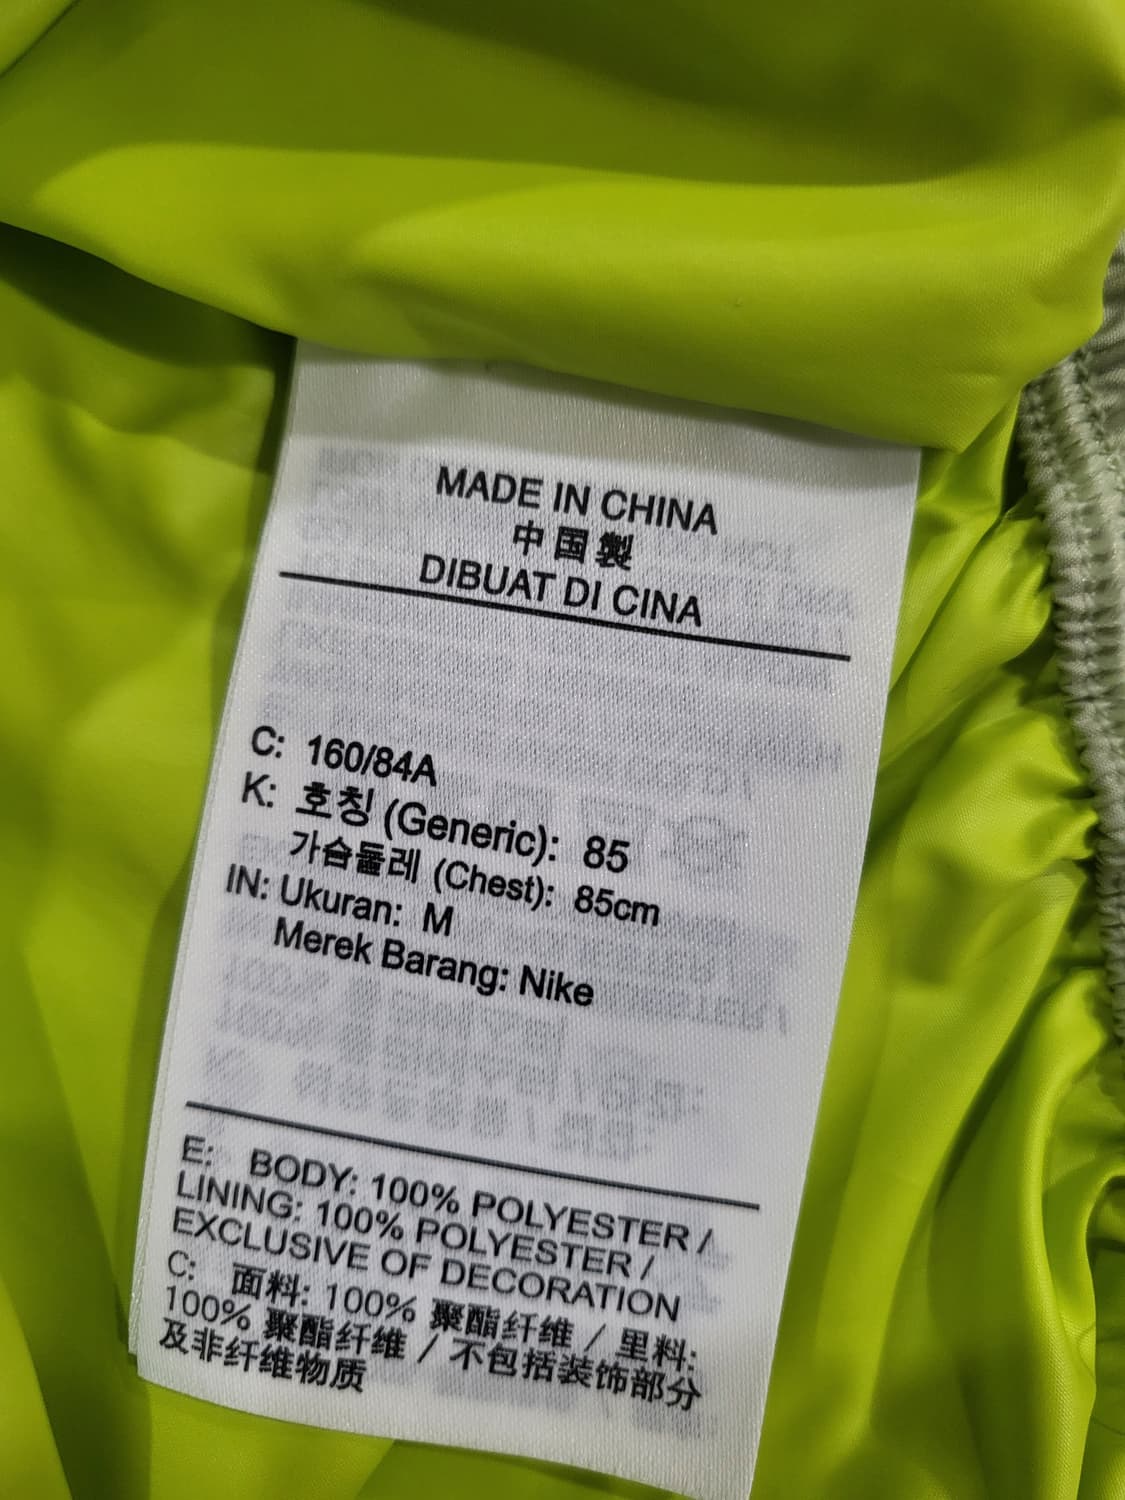 MADE IN CHINA
中国製
DIBUAT DI CINA
C: 160/84A
K: 호칭 (Generic): 85
가슴둘레 (Chest): 85cm
IN: Ukuran: M
Merek Barang: Nike
E: BODY: 100% POLYESTER /
LINING: 100% POLYESTER /
EXCLUSIVE OF DECORATION
C: 面料: 100% 聚酯纤维 / 里料:
100% 聚酯纤维 / 不包括装饰部分
及非纤维物质